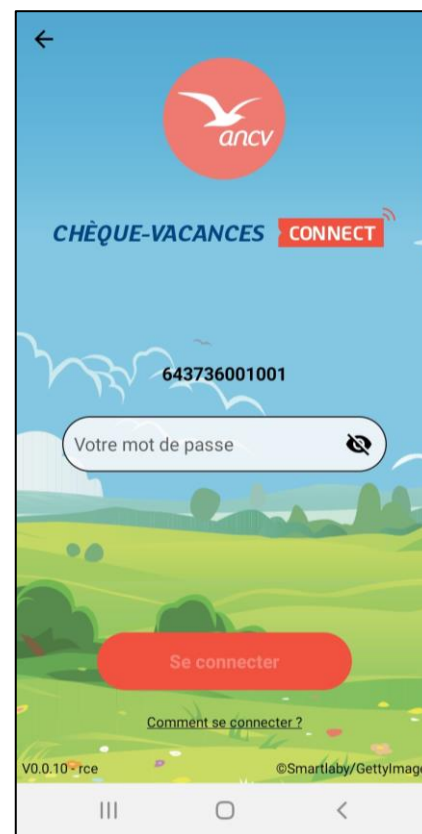 ancv
CHÈQUE-VACANCES CONNECT
643736001001
Votre mot de passe
Se connecter
Comment se connecter ?
V0.0.10 - rce ©Smartlaby/GettyImage